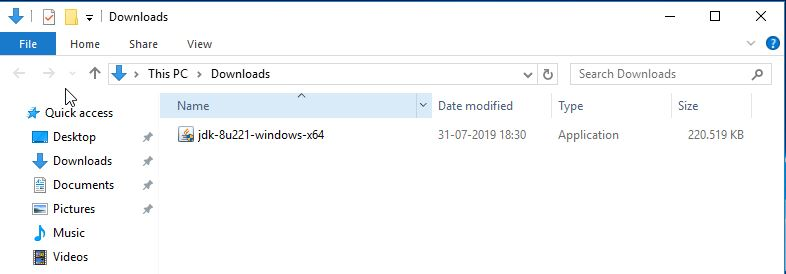 Downloads
File Home Share View
This PC Downloads Search Downloads
Name Date modified Type Size
Quick access
Desktop jdk-8u221-windows-x64 31-07-2019 18:30 Application 220.519 KB
Downloads
Documents
Pictures
Music
Videos